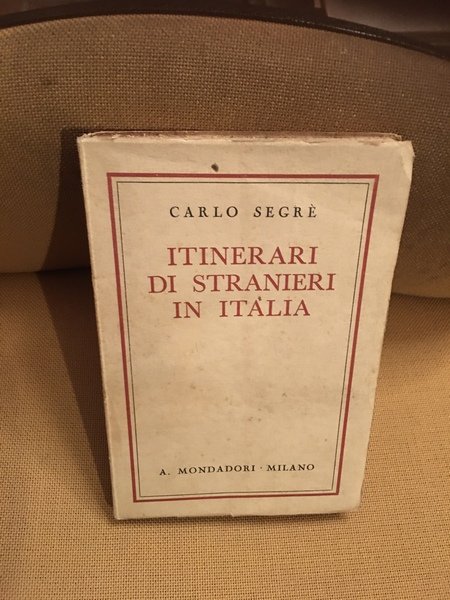 CARLO SEGRÈ
ITINERARI
DI STRANIERI
IN ITALIA
A. MONDADORI · MILANO